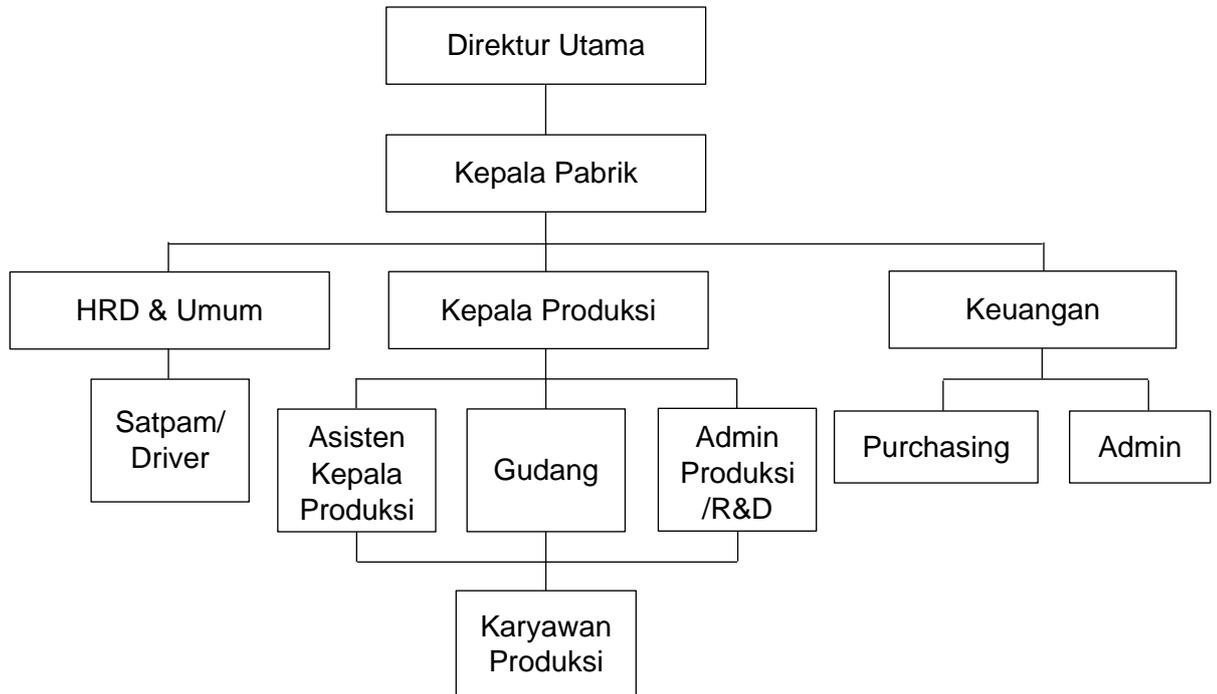 Direktur Utama
Kepala Pabrik
HRD & Umum
Kepala Produksi
Keuangan
Satpam/
Driver
Asisten
Kepala
Produksi
Gudang
Admin
Produksi
/R&D
Purchasing
Admin
Karyawan
Produksi